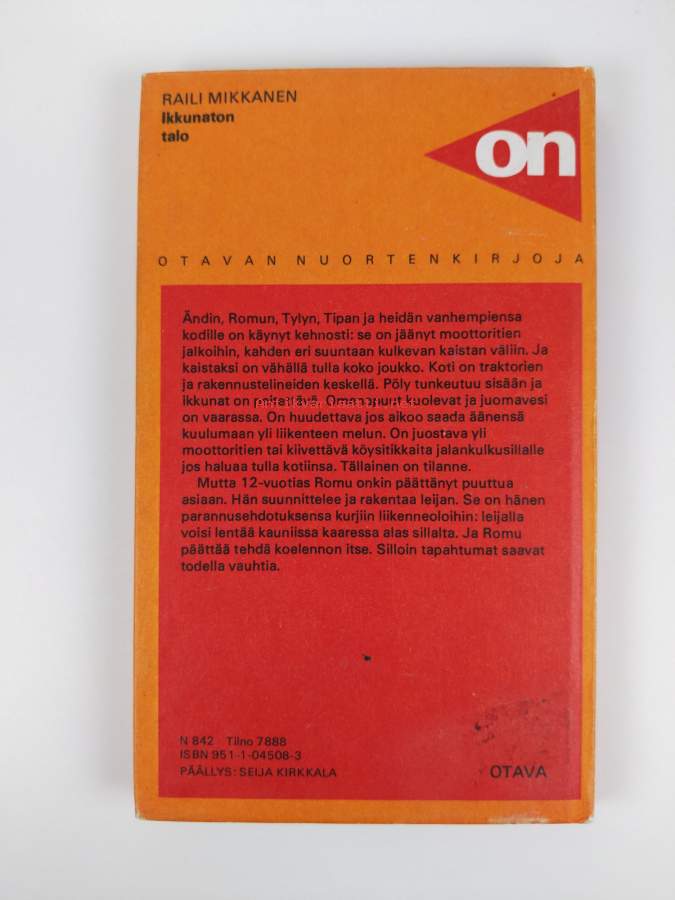 RAILI MIKKANEN
Ikkunaton
talo
on
OTAVAN NUORTENKIRJOJA
Ändin, Romun, Tylyn, Tipan ja heidän vanhempiensa
kodille on käynyt kehnosti: se on jäänyt moottoritien
jalkoihin, kahden eri suuntaan kulkevan kaistan väliin. Ja
kaistaksi on vähällä tulla koko joukko. Koti on traktorien
ja rakennustelineiden keskellä. Pöly tunkeutuu sisään ja
ikkunat on peitettävä. Omenapuut kuolevat ja juomavesi
on vaarassa. On huudettava jos aikoo saada äänensä
kuulumaan yli liikenteen melun. On juostava yli
moottoritien tai kiivettävä köysitikkaita jalankulkusillalle
jos haluaa tulla kotiinsa. Tällainen on tilanne.
Mutta 12-vuotias Romu onkin päättänyt puuttua
asiaan. Hän suunnittelee ja rakentaa leijan. Se on hänen
parannusehdotuksensa kurjiin liikenneoloihin: leijalla
voisi lentää kauniissa kaaressa alas sillalta. Ja Romu
päättää tehdä koelennon itse. Silloin tapahtumat saavat
todella vauhtia.
N 842 Tilno 7888
ISBN 951-1-04508-3
PÄÄLLYS: SEIJA KIRKKALA
OTAVA